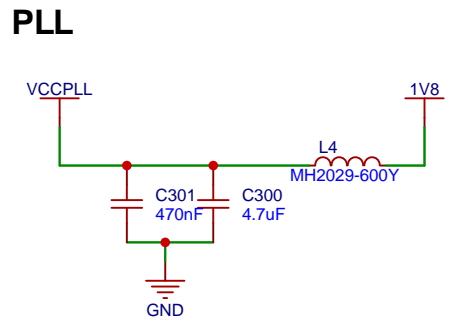 PLL
VCCPLL
1V8
L4
MH2029-600Y
C301
470nF
C300
4.7uF
GND